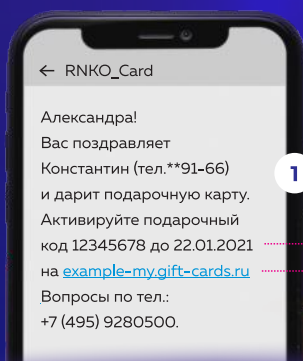 ← RNKO_Card
Александра!
Вас поздравляет
Константин (тел.**91-66)
и дарит подарочную карту.
Активируйте подарочный
код 12345678 до 22.01.2021
на example-my.gift-cards.ru
Вопросы по тел.:
+7 (495) 9280500.
1